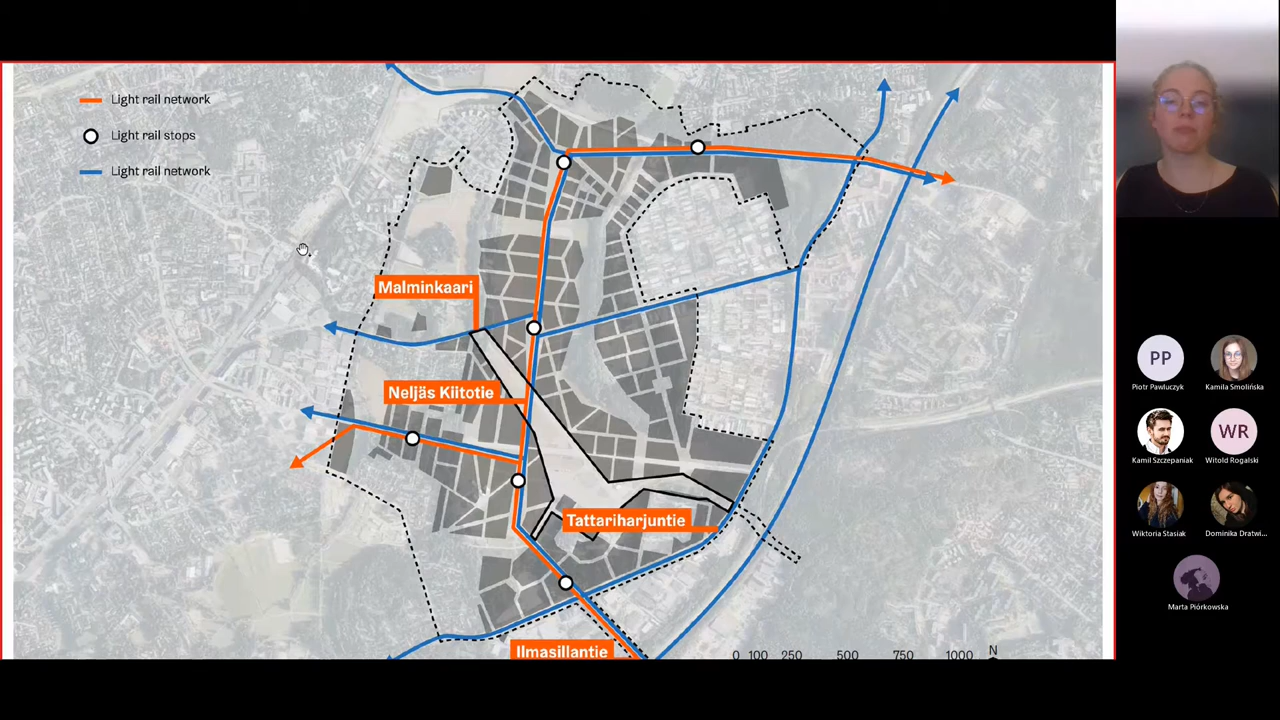 Light rail network
Light rail stops
Light rail network
Malminkaari
Neljäs Kiitotie
Tattariharjuntie
Ilmasillantie
0 100 250 500 750 1000 N
PP
Piotr Pawluczyk
Kamila Smolińska
Kamil Szczepaniak
WR
Witold Rogalski
Wiktoria Stasiak
Dominika Dratwi...
Marta Piórkowska